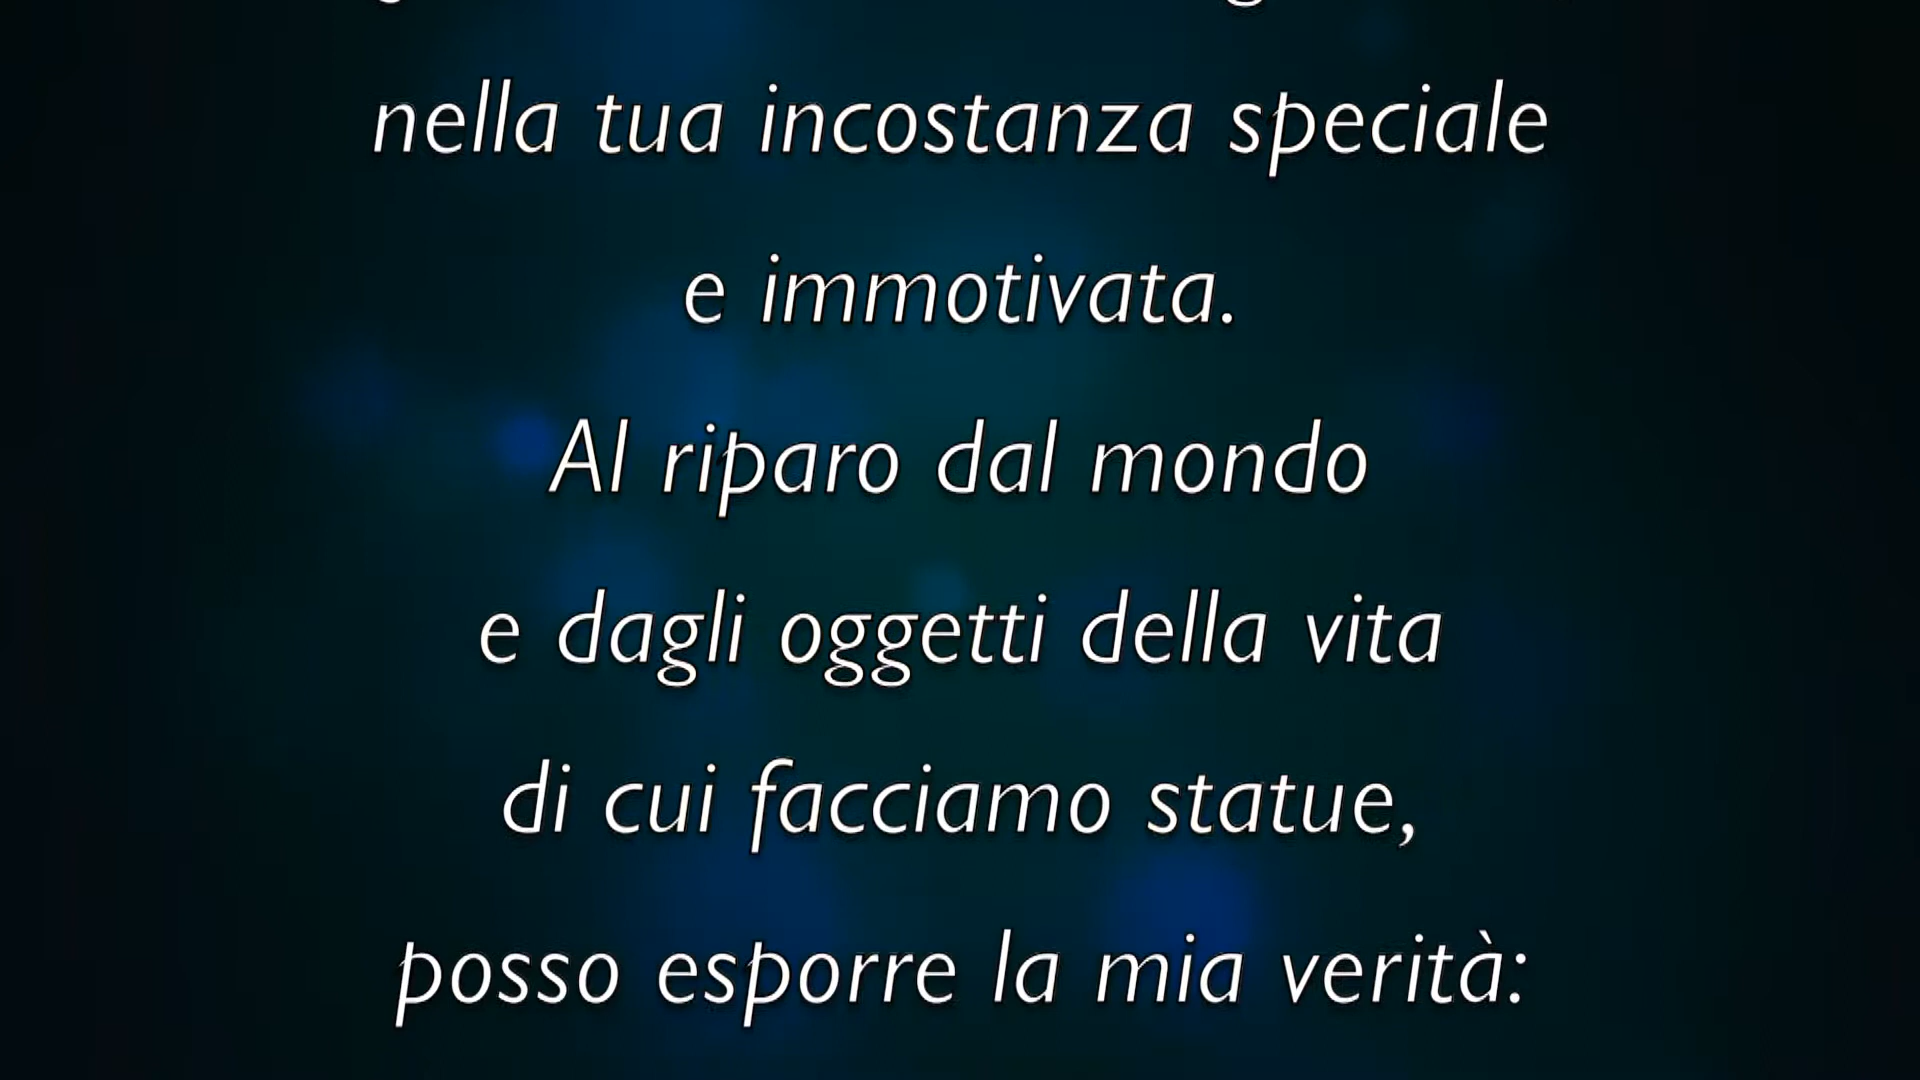 nella tua incostanza speciale
e immotivata.
Al riparo dal mondo
e dagli oggetti della vita
di cui facciamo statue,
posso esporre la mia verità: